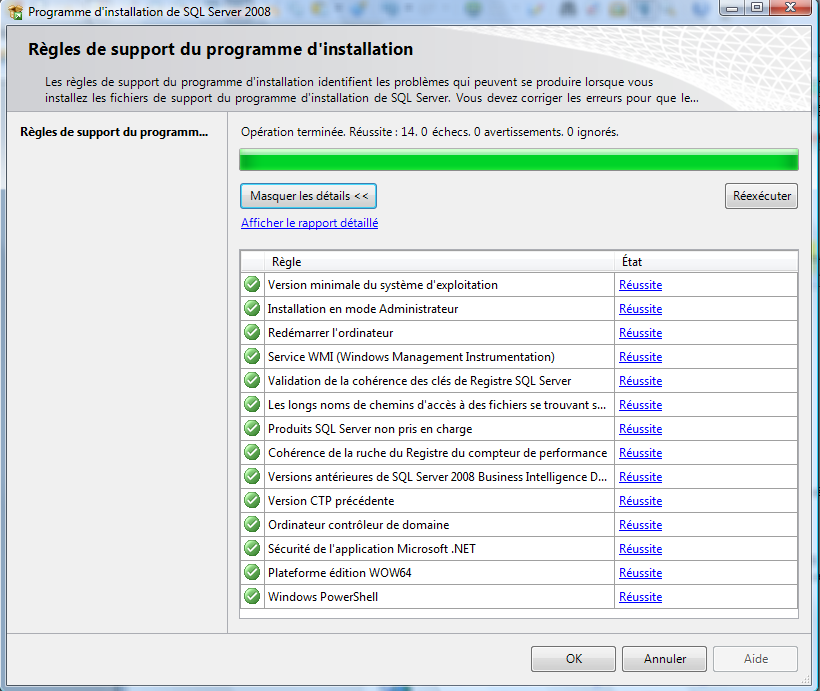 Programme d'installation de SQL Server 2008
Règles de support du programme d'installation
Les règles de support du programme d'installation identifient les problèmes qui peuvent se produire lorsque vous
installez les fichiers de support du programme d'installation de SQL Server. Vous devez corriger les erreurs pour que le...
Règles de support du programm...
Opération terminée. Réussite : 14. 0 échecs. 0 avertissements. 0 ignorés.
Masquer les détails <<
Réexécuter
Afficher le rapport détaillé
Règle État
Version minimale du système d'exploitation Réussite
Installation en mode Administrateur Réussite
Redémarrer l'ordinateur Réussite
Service WMI (Windows Management Instrumentation) Réussite
Validation de la cohérence des clés de Registre SQL Server Réussite
Les longs noms de chemins d'accès à des fichiers se trouvant s... Réussite
Produits SQL Server non pris en charge Réussite
Cohérence de la ruche du Registre du compteur de performance Réussite
Versions antérieures de SQL Server 2008 Business Intelligence D... Réussite
Version CTP précédente Réussite
Ordinateur contrôleur de domaine Réussite
Sécurité de l'application Microsoft .NET Réussite
Plateforme édition WOW64 Réussite
Windows PowerShell Réussite
OK Annuler Aide